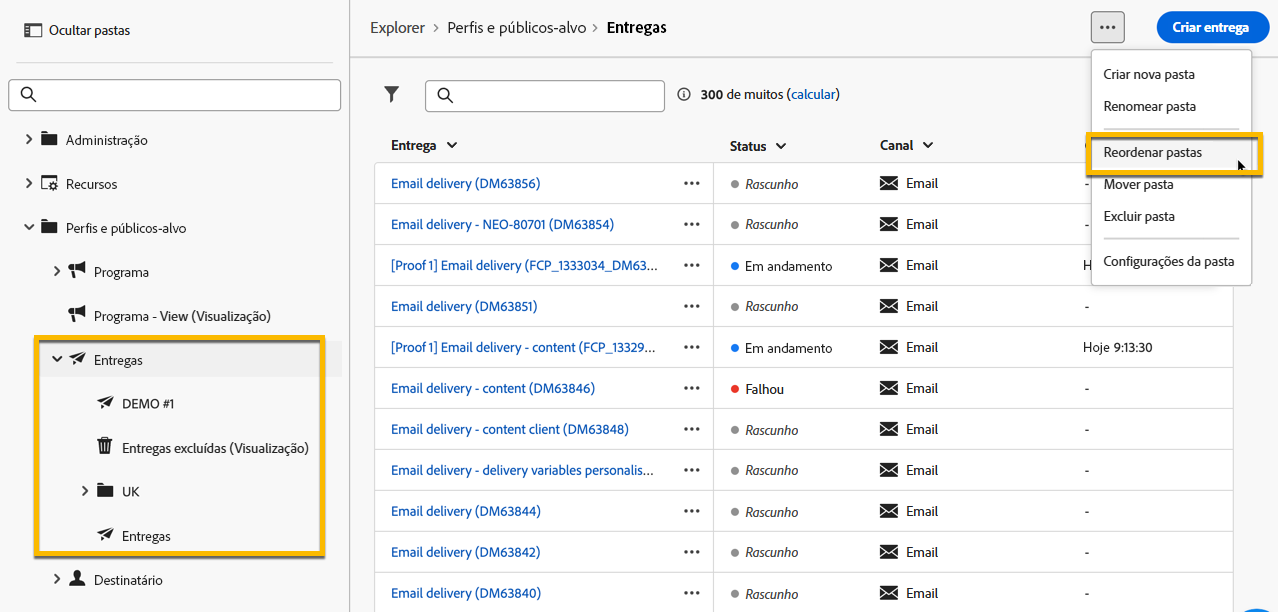 Ocultar pastas
Administração
Recursos
Perfis e públicos-alvo
Programa
Programa - View (Visualização)
Entregas
DEMO #1
Entregas excluídas (Visualização)
UK
Entregas
Destinatário
Explorer > Perfis e públicos-alvo > Entregas
Criar entrega
Criar nova pasta
Renomear pasta
Reordenar pastas
Mover pasta
Excluir pasta
Configurações da pasta
300 de muitos (calcular)
Entrega Status Canal
Email delivery (DM63856) ••• Rascunho Email -
Email delivery - NEO-80701 (DM63854) ••• Rascunho Email -
[Proof 1] Email delivery (FCP_1333034_DM63... ••• Em andamento Email H
Email delivery (DM63851) ••• Rascunho Email -
[Proof 1] Email delivery - content (FCP_13329... ••• Em andamento Email Hoje 9:13:30
Email delivery - content (DM63846) ••• Falhou Email -
Email delivery - content client (DM63848) ••• Rascunho Email -
Email delivery - delivery variables personalis... ••• Rascunho Email -
Email delivery (DM63844) ••• Rascunho Email -
Email delivery (DM63842) ••• Rascunho Email -
Email delivery (DM63840) ••• Rascunho Email -